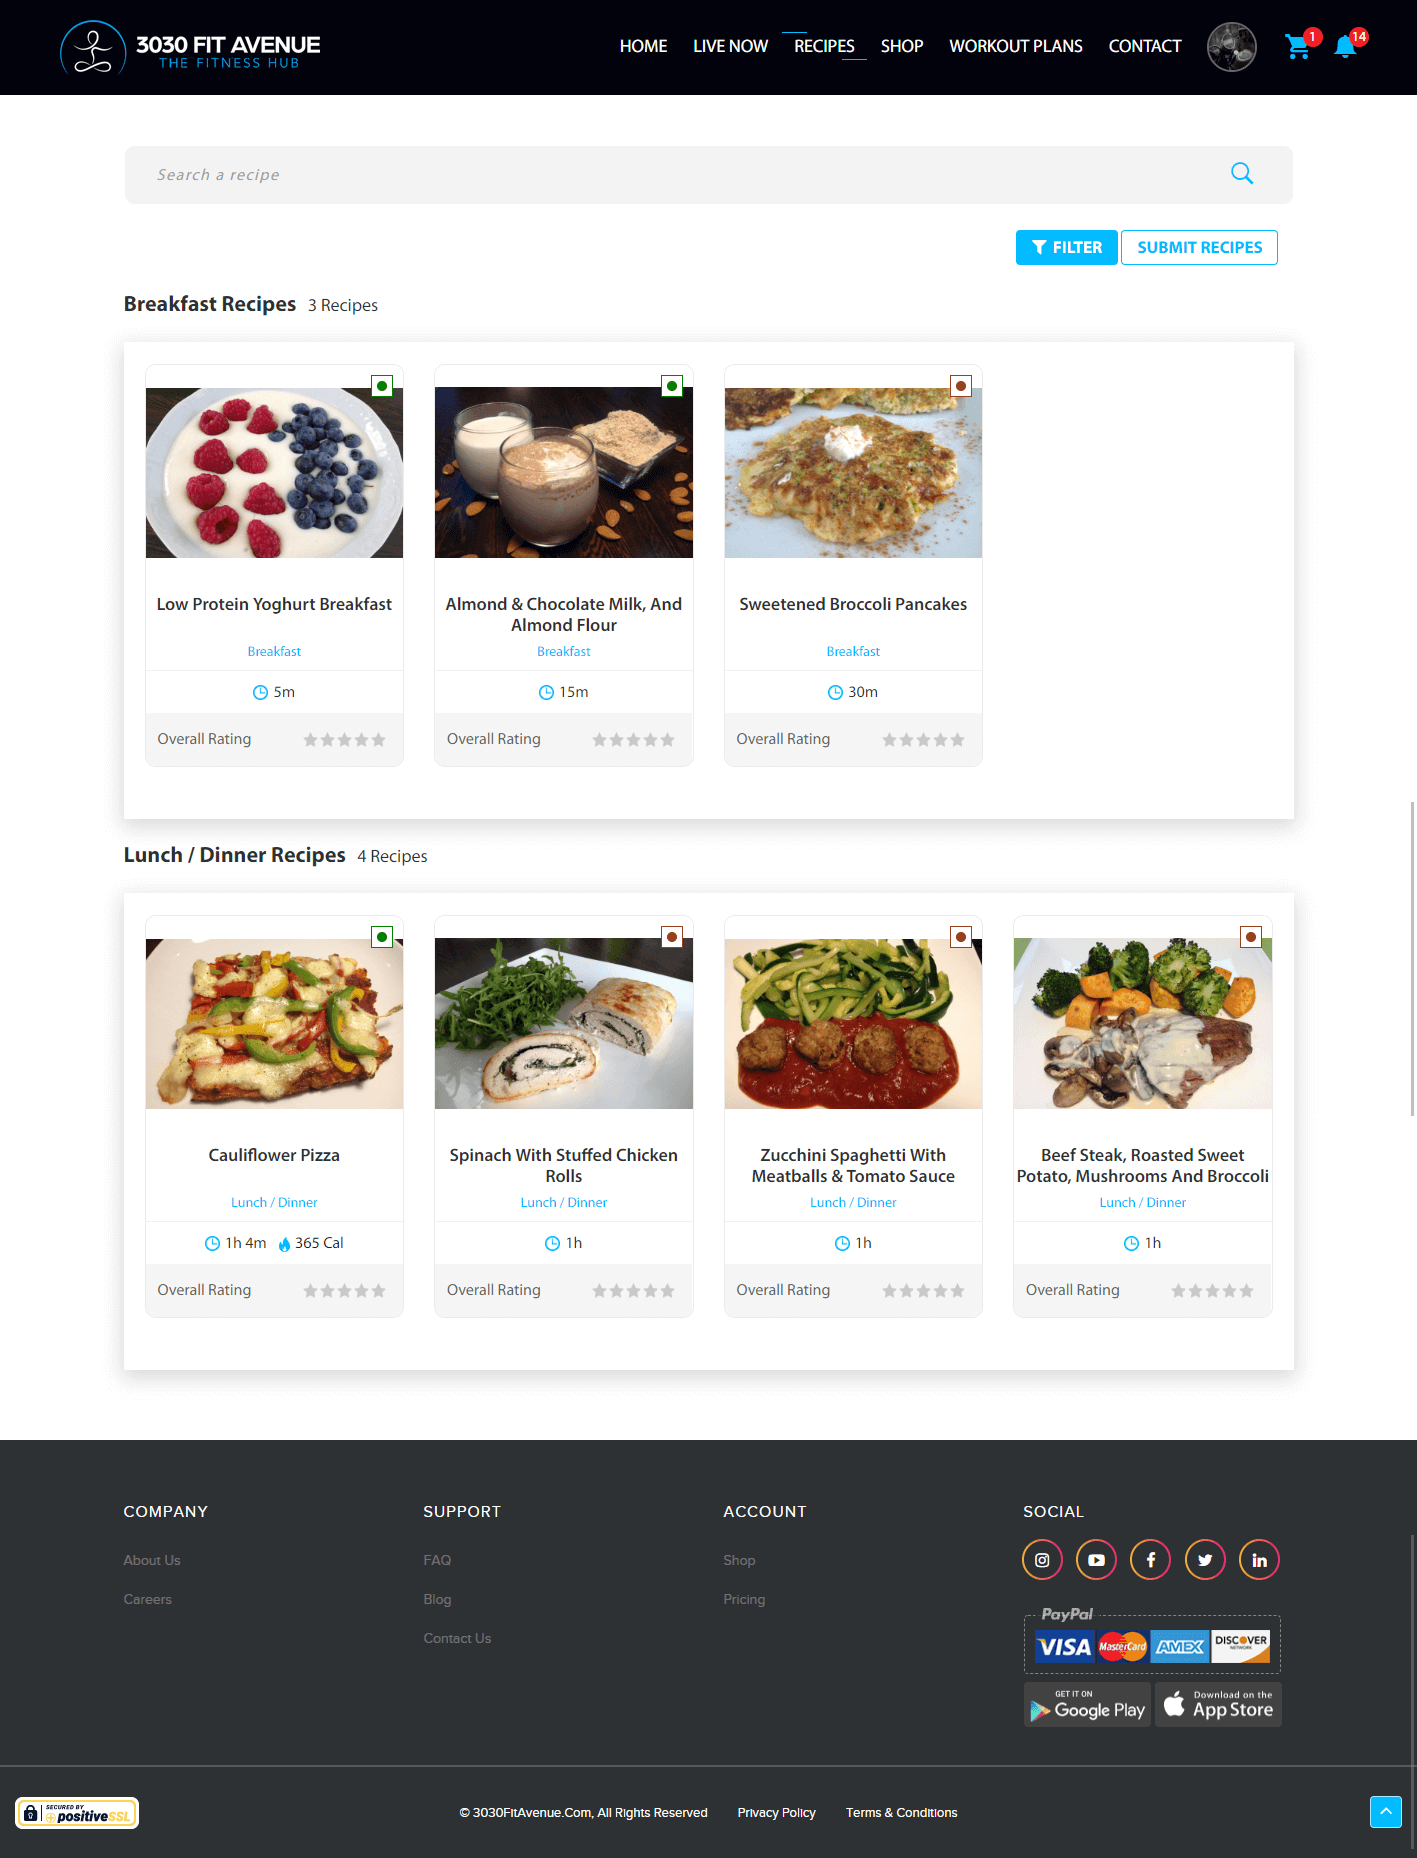 3030 FIT AVENUE
THE FITNESS HUB
HOME
LIVE NOW
RECIPES
SHOP
WORKOUT PLANS
CONTACT
1
14
Search a recipe
FILTER
SUBMIT RECIPES
Breakfast Recipes 3 Recipes
Low Protein Yoghurt Breakfast
Breakfast
5m
Overall Rating
Almond & Chocolate Milk, And
Almond Flour
Breakfast
15m
Overall Rating
Sweetened Broccoli Pancakes
Breakfast
30m
Overall Rating
Lunch / Dinner Recipes 4 Recipes
Cauliflower Pizza
Lunch / Dinner
1h 4m 365 Cal
Overall Rating
Spinach With Stuffed Chicken
Rolls
Lunch / Dinner
1h
Overall Rating
Zucchini Spaghetti With
Meatballs & Tomato Sauce
Lunch / Dinner
1h
Overall Rating
Beef Steak, Roasted Sweet
Potato, Mushrooms And Broccoli
Lunch / Dinner
1h
Overall Rating
COMPANY
About Us
Careers
SUPPORT
FAQ
Blog
Contact Us
ACCOUNT
Shop
Pricing
SOCIAL
PayPal
VISA
MasterCard
AMEX
DISCOVER
NETWORK
GET IT ON
Google Play
Download on the
App Store
SECURED BY
positiveSSL
© 3030FitAvenue.Com, All Rights Reserved
Privacy Policy
Terms & Conditions